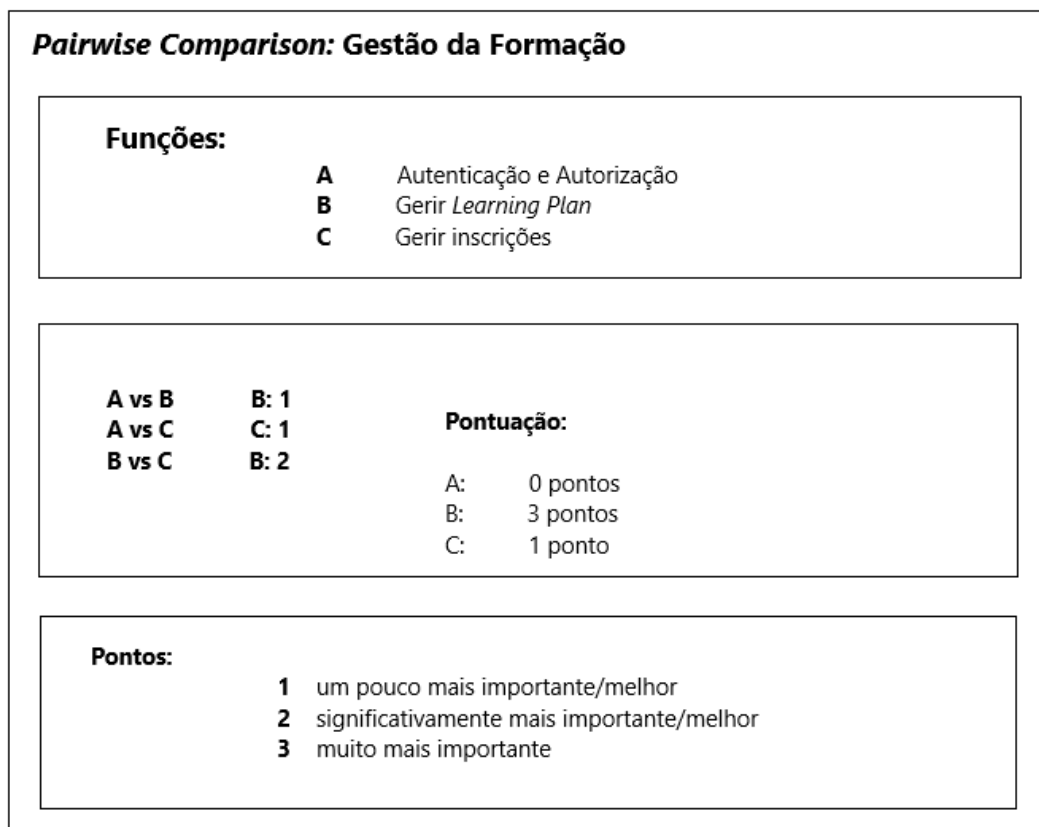 Pairwise Comparison: Gestão da Formação
Funções:
A Autenticação e Autorização
B Gerir Learning Plan
C Gerir inscrições
A vs B B: 1
A vs C C: 1
B vs C B: 2
Pontuação:
A: 0 pontos
B: 3 pontos
C: 1 ponto
Pontos:
1 um pouco mais importante/melhor
2 significativamente mais importante/melhor
3 muito mais importante